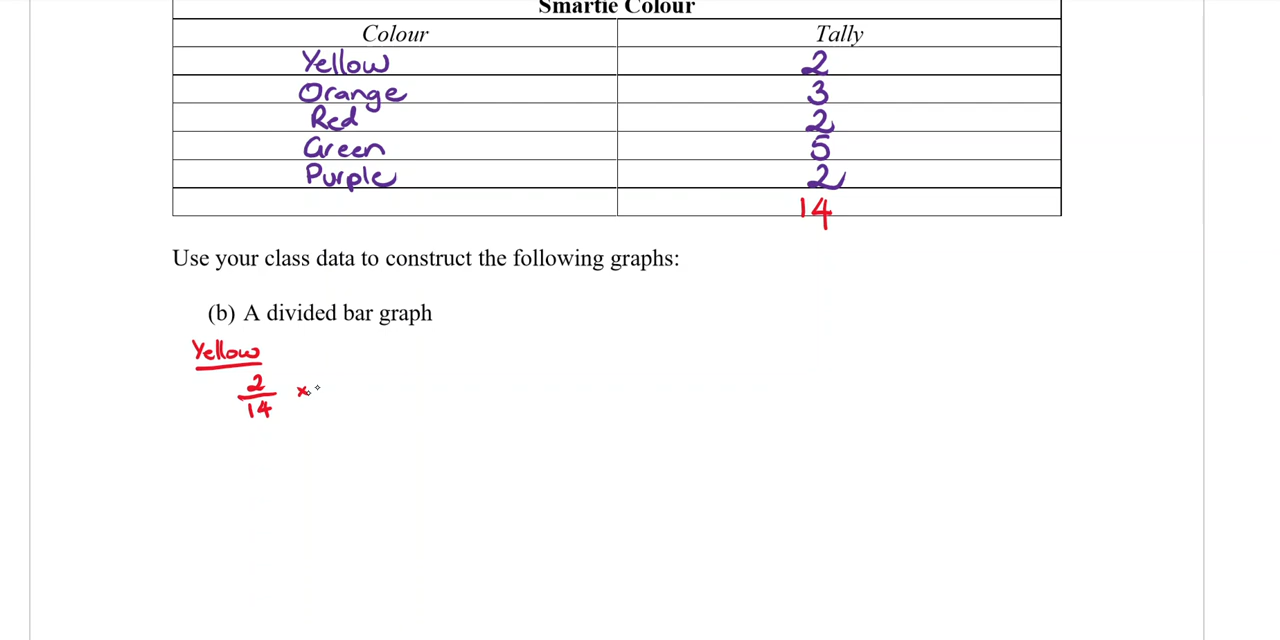 Smartie Colour
Colour Tally
Yellow 2
Orange 3
Red 2
Green 5
Purple 2
14
Use your class data to construct the following graphs:
(b) A divided bar graph
Yellow
2
14 ×